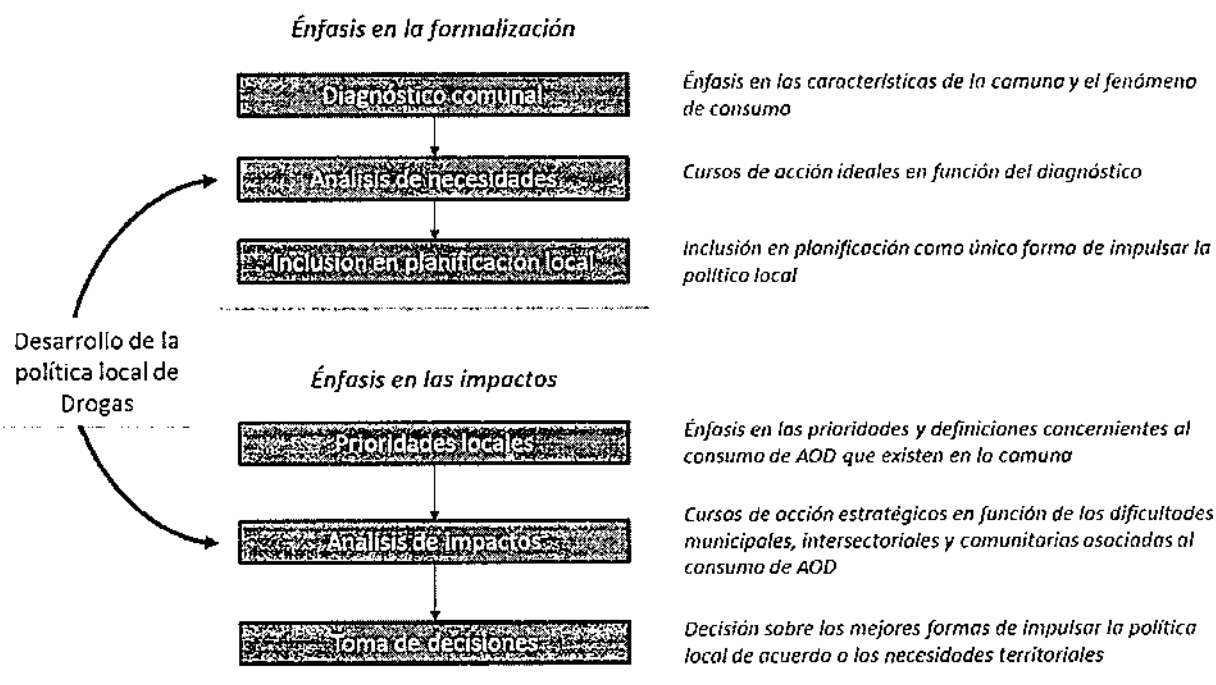 Énfasis en la formalización
Diagnóstico comunal
Énfasis en las características de la comuna y el fenómeno
de consumo
Análisis de necesidades
Cursos de acción ideales en función del diagnóstico
Inclusión en planificación local
Inclusión en planificación como única forma de impulsar la
política local
Desarrollo de la
política local de
Drogas
Énfasis en los impactos
Prioridades locales
Énfasis en las prioridades y definiciones concernientes al
consumo de AOD que existen en la comuna
Análisis de impactos
Cursos de acción estratégicos en función de las dificultades
municipales, intersectoriales y comunitarias asociadas al
consumo de AOD
Toma de decisiones
Decisión sobre las mejores formas de impulsar la política
local de acuerdo a las necesidades territoriales